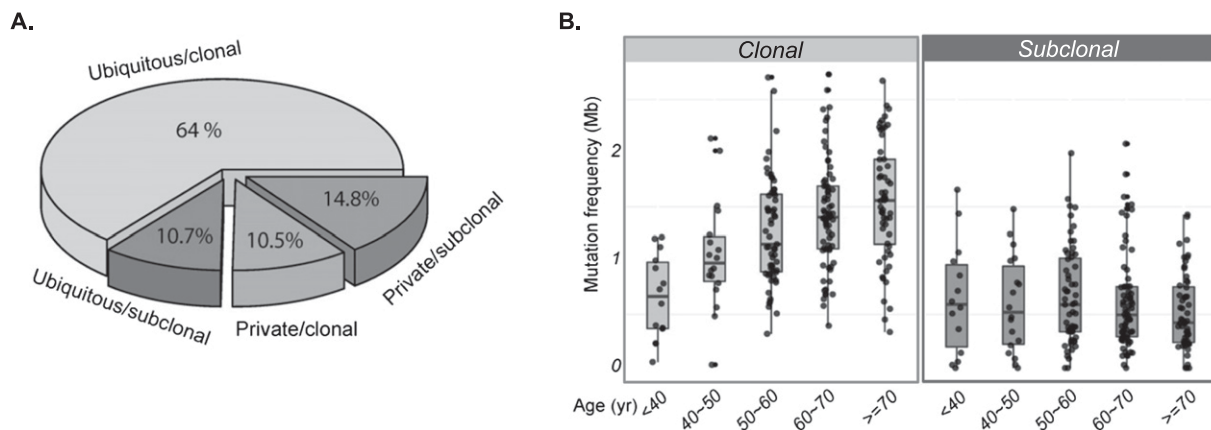 A.
Ubiquitous/clonal
64 %
14.8%
10.7%
10.5%
Private/subclonal
Ubiquitous/subclonal
Private/clonal
B.
Clonal
Subclonal
Mutation frequency (Mb)
2
1
0
Age (yr) <40 40~50 50~60 60~70 >=70 <40 40~50 50~60 60~70 >=70